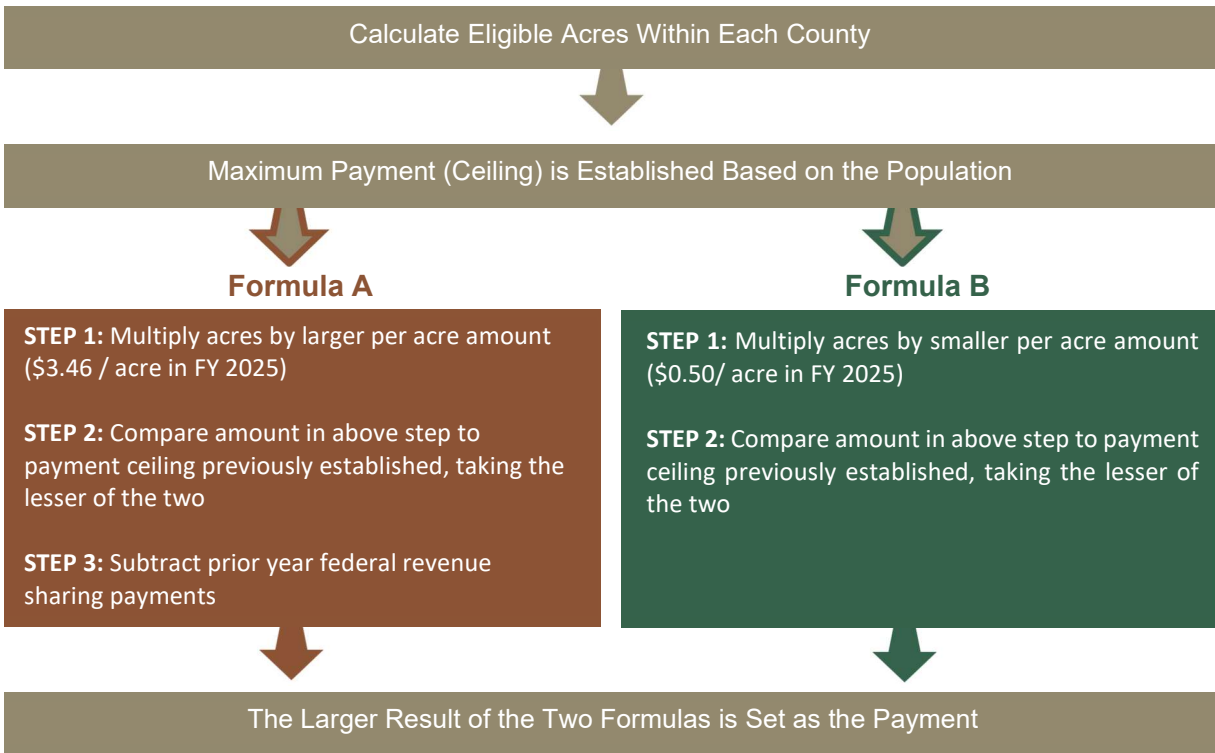 Calculate Eligible Acres Within Each County
Maximum Payment (Ceiling) is Established Based on the Population
Formula A
STEP 1: Multiply acres by larger per acre amount
($3.46 / acre in FY 2025)
STEP 2: Compare amount in above step to
payment ceiling previously established, taking the
lesser of the two
STEP 3: Subtract prior year federal revenue
sharing payments
Formula B
STEP 1: Multiply acres by smaller per acre amount
($0.50/ acre in FY 2025)
STEP 2: Compare amount in above step to payment
ceiling previously established, taking the lesser of
the two
The Larger Result of the Two Formulas is Set as the Payment